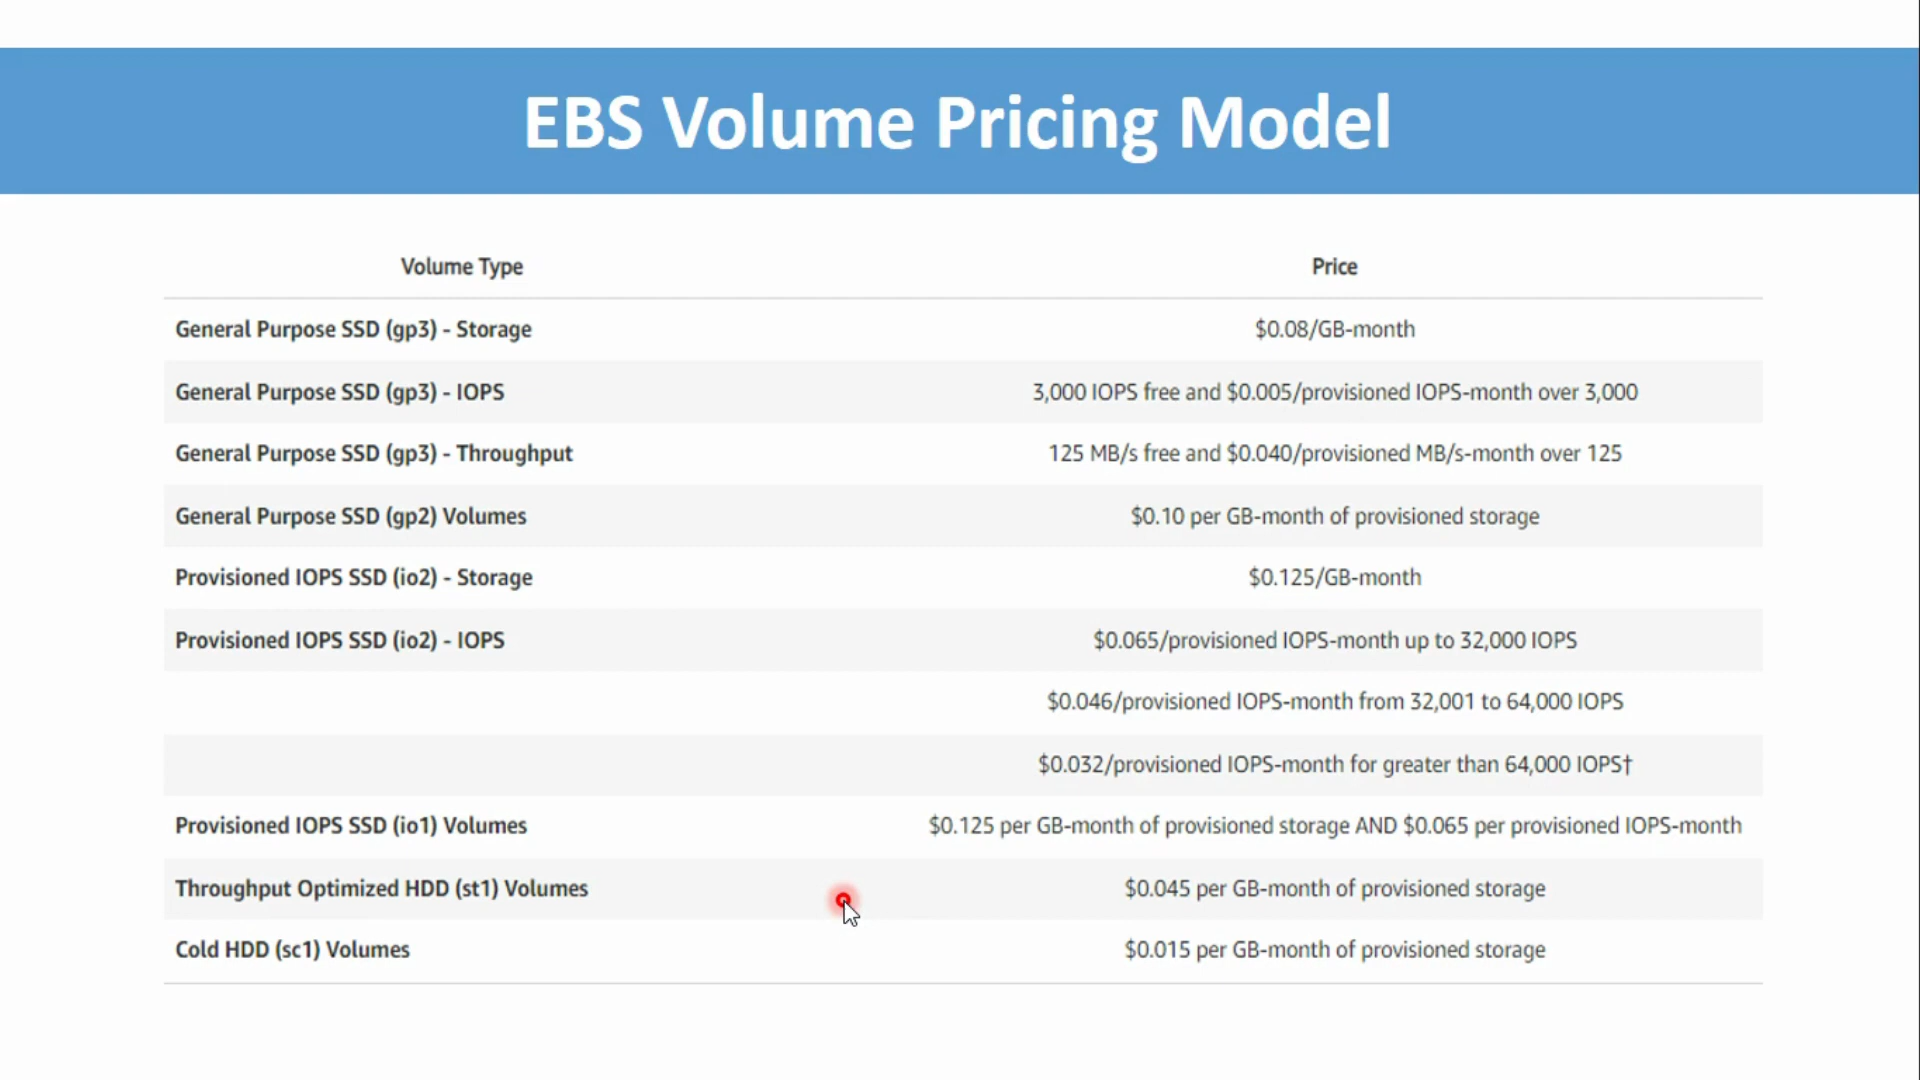 EBS Volume Pricing Model
Volume Type Price
General Purpose SSD (gp3) - Storage $0.08/GB-month
General Purpose SSD (gp3) - IOPS 3,000 IOPS free and $0.005/provisioned IOPS-month over 3,000
General Purpose SSD (gp3) - Throughput 125 MB/s free and $0.040/provisioned MB/s-month over 125
General Purpose SSD (gp2) Volumes $0.10 per GB-month of provisioned storage
Provisioned IOPS SSD (io2) - Storage $0.125/GB-month
Provisioned IOPS SSD (io2) - IOPS $0.065/provisioned IOPS-month up to 32,000 IOPS
$0.046/provisioned IOPS-month from 32,001 to 64,000 IOPS
$0.032/provisioned IOPS-month for greater than 64,000 IOPS†
Provisioned IOPS SSD (io1) Volumes $0.125 per GB-month of provisioned storage AND $0.065 per provisioned IOPS-month
Throughput Optimized HDD (st1) Volumes $0.045 per GB-month of provisioned storage
Cold HDD (sc1) Volumes $0.015 per GB-month of provisioned storage